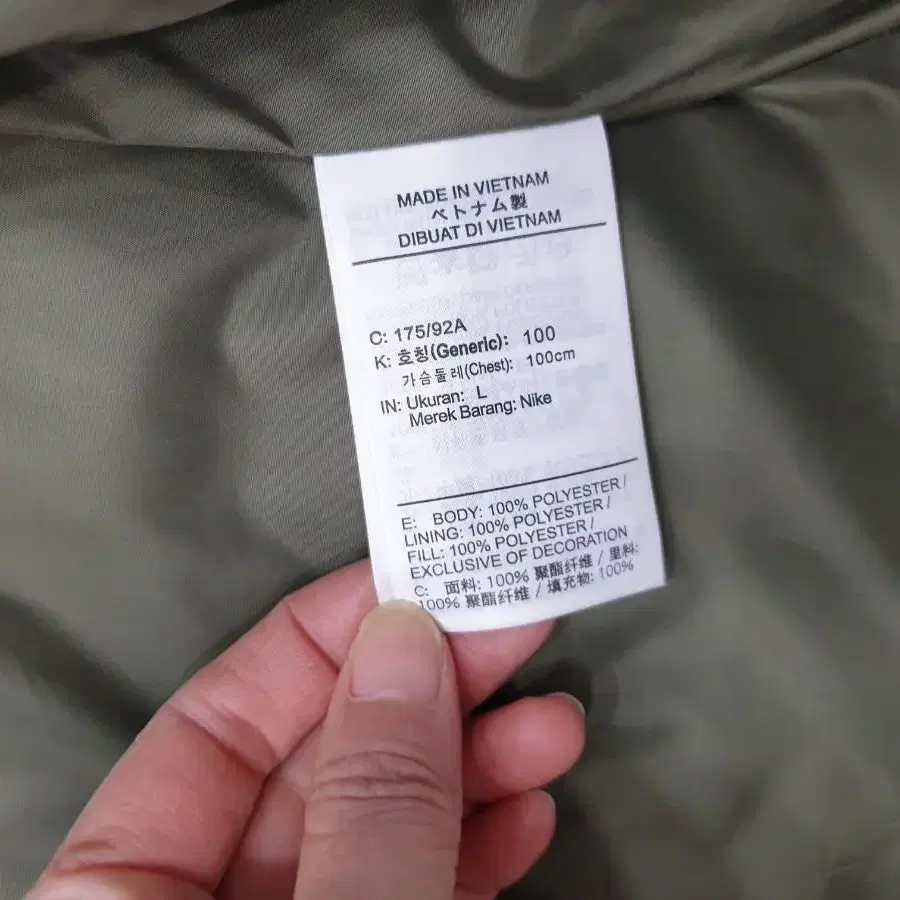 MADE IN VIETNAM
ベトナム製
DIBUAT DI VIETNAM
C: 175/92A
K: 호칭(Generic): 100
가슴둘레(Chest): 100cm
IN: Ukuran: L
Merek Barang: Nike
E: BODY: 100% POLYESTER /
LINING: 100% POLYESTER /
FILL: 100% POLYESTER /
EXCLUSIVE OF DECORATION
C: 面料: 100% 聚酯纤维 / 里料:
100% 聚酯纤维 / 填充物: 100%